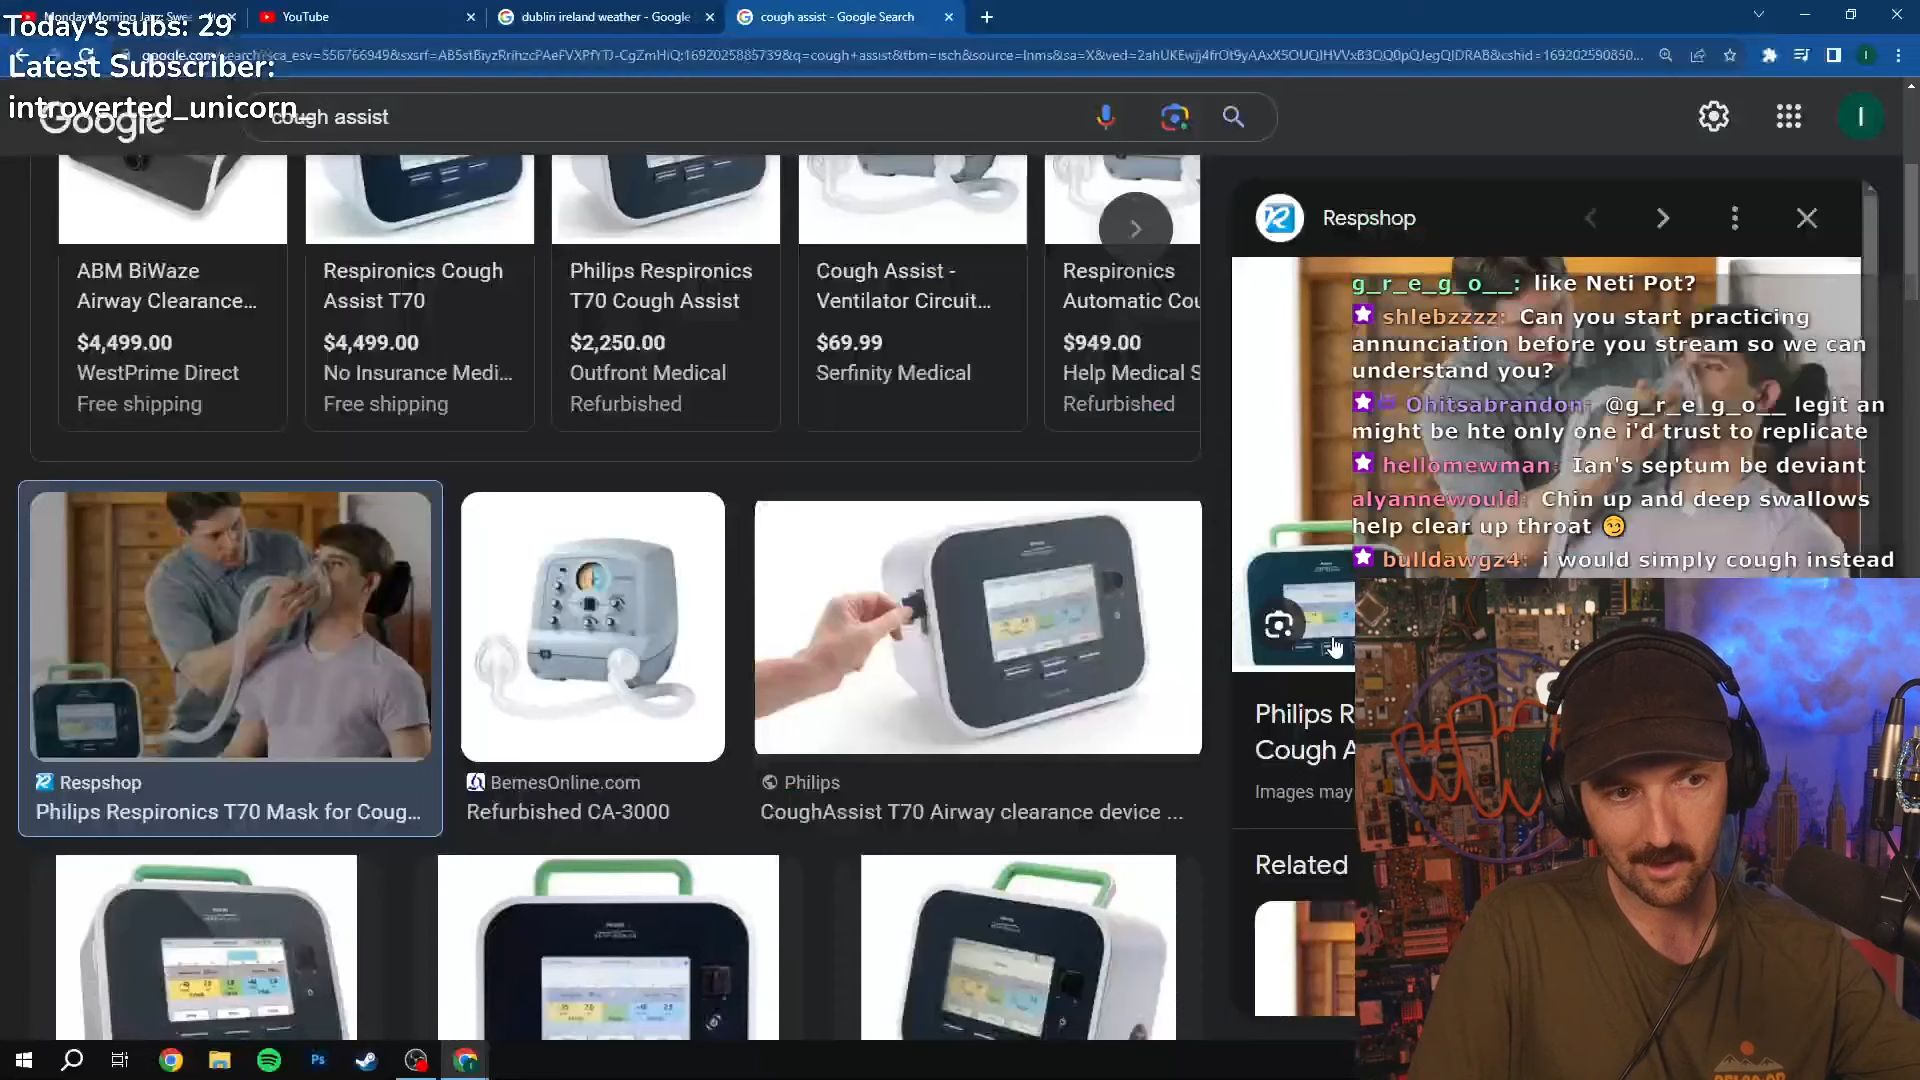 Today's subs: 29
Latest Subscriber:
introverted_unicorn
Monday Morning Jazz: Swe
YouTube
dublin ireland weather - Google
cough assist - Google Search
Google
cough assist
I
ABM BiWaze
Airway Clearance...
$4,499.00
WestPrime Direct
Free shipping
Respironics Cough
Assist T70
$4,499.00
No Insurance Medi...
Free shipping
Philips Respironics
T70 Cough Assist
$2,250.00
Outfront Medical
Refurbished
Cough Assist -
Ventilator Circuit...
$69.99
Serfinity Medical
Respironics
Automatic Cou
$949.00
Help Medical S
Refurbished
Respshop
g_r_e_g_o__: like Neti Pot?
shlebzzzz: Can you start practicing
annunciation before you stream so we can
understand you?
Ohitsabrandon: @g_r_e_g_o__ legit an
might be hte only one i'd trust to replicate
hellomewman: Ian's septum be deviant
alyannewould: Chin up and deep swallows
help clear up throat
bulldawgz4: i would simply cough instead
Respshop
Philips Respironics T70 Mask for Coug...
BemesOnline.com
Refurbished CA-3000
Philips
CoughAssist T70 Airway clearance device ...
Philips R
Cough A
Images may
Related
Ps